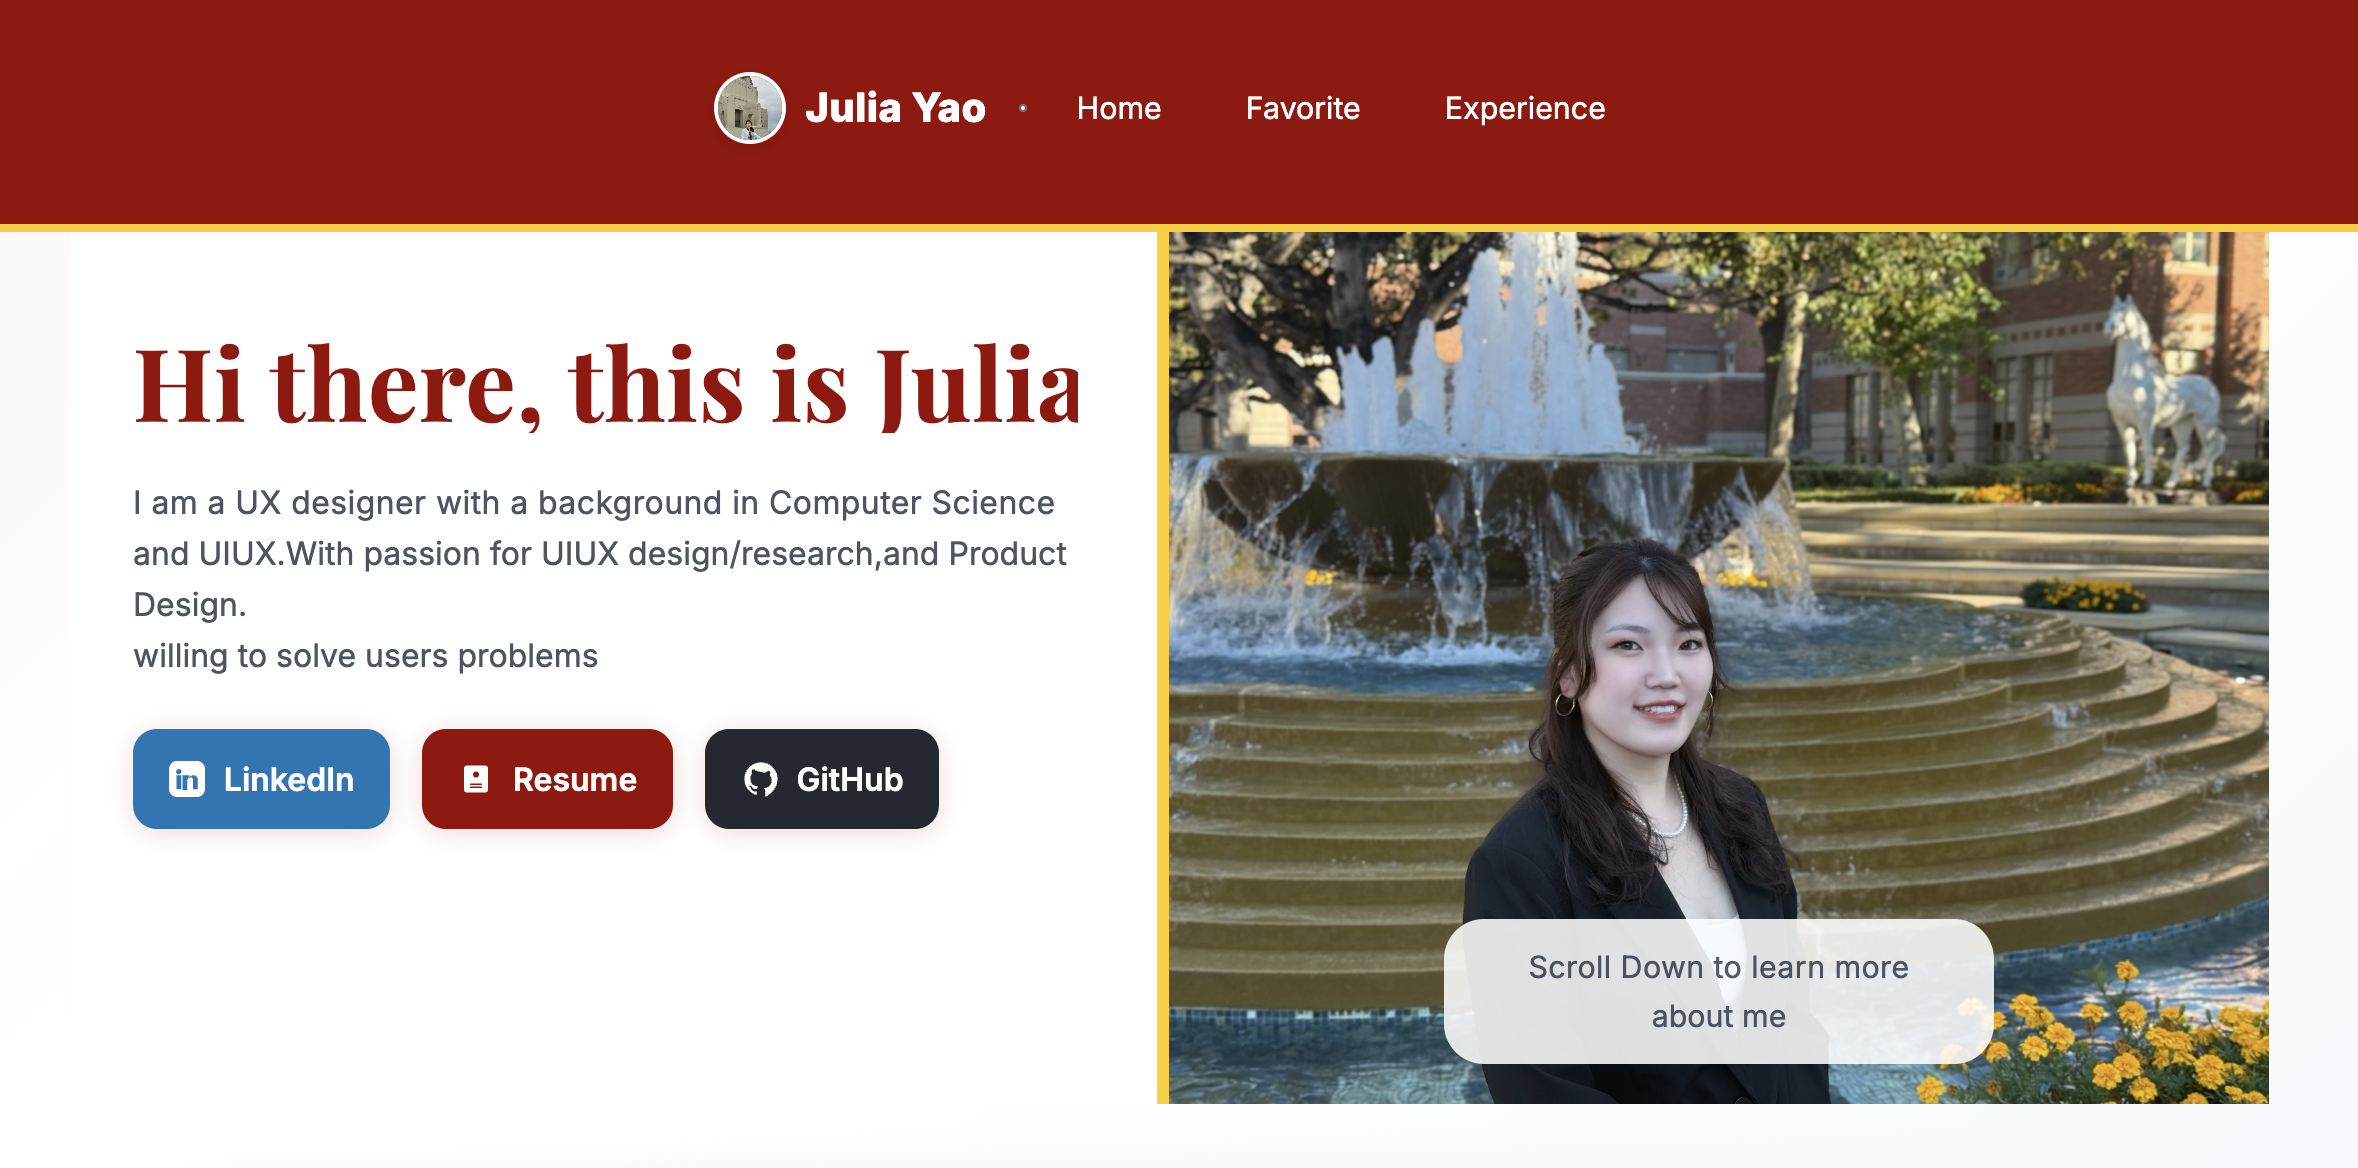 Julia Yao · Home Favorite Experience
Hi there, this is Julia
I am a UX designer with a background in Computer Science
and UIUX.With passion for UIUX design/research,and Product
Design.
willing to solve users problems
LinkedIn Resume GitHub
Scroll Down to learn more
about me